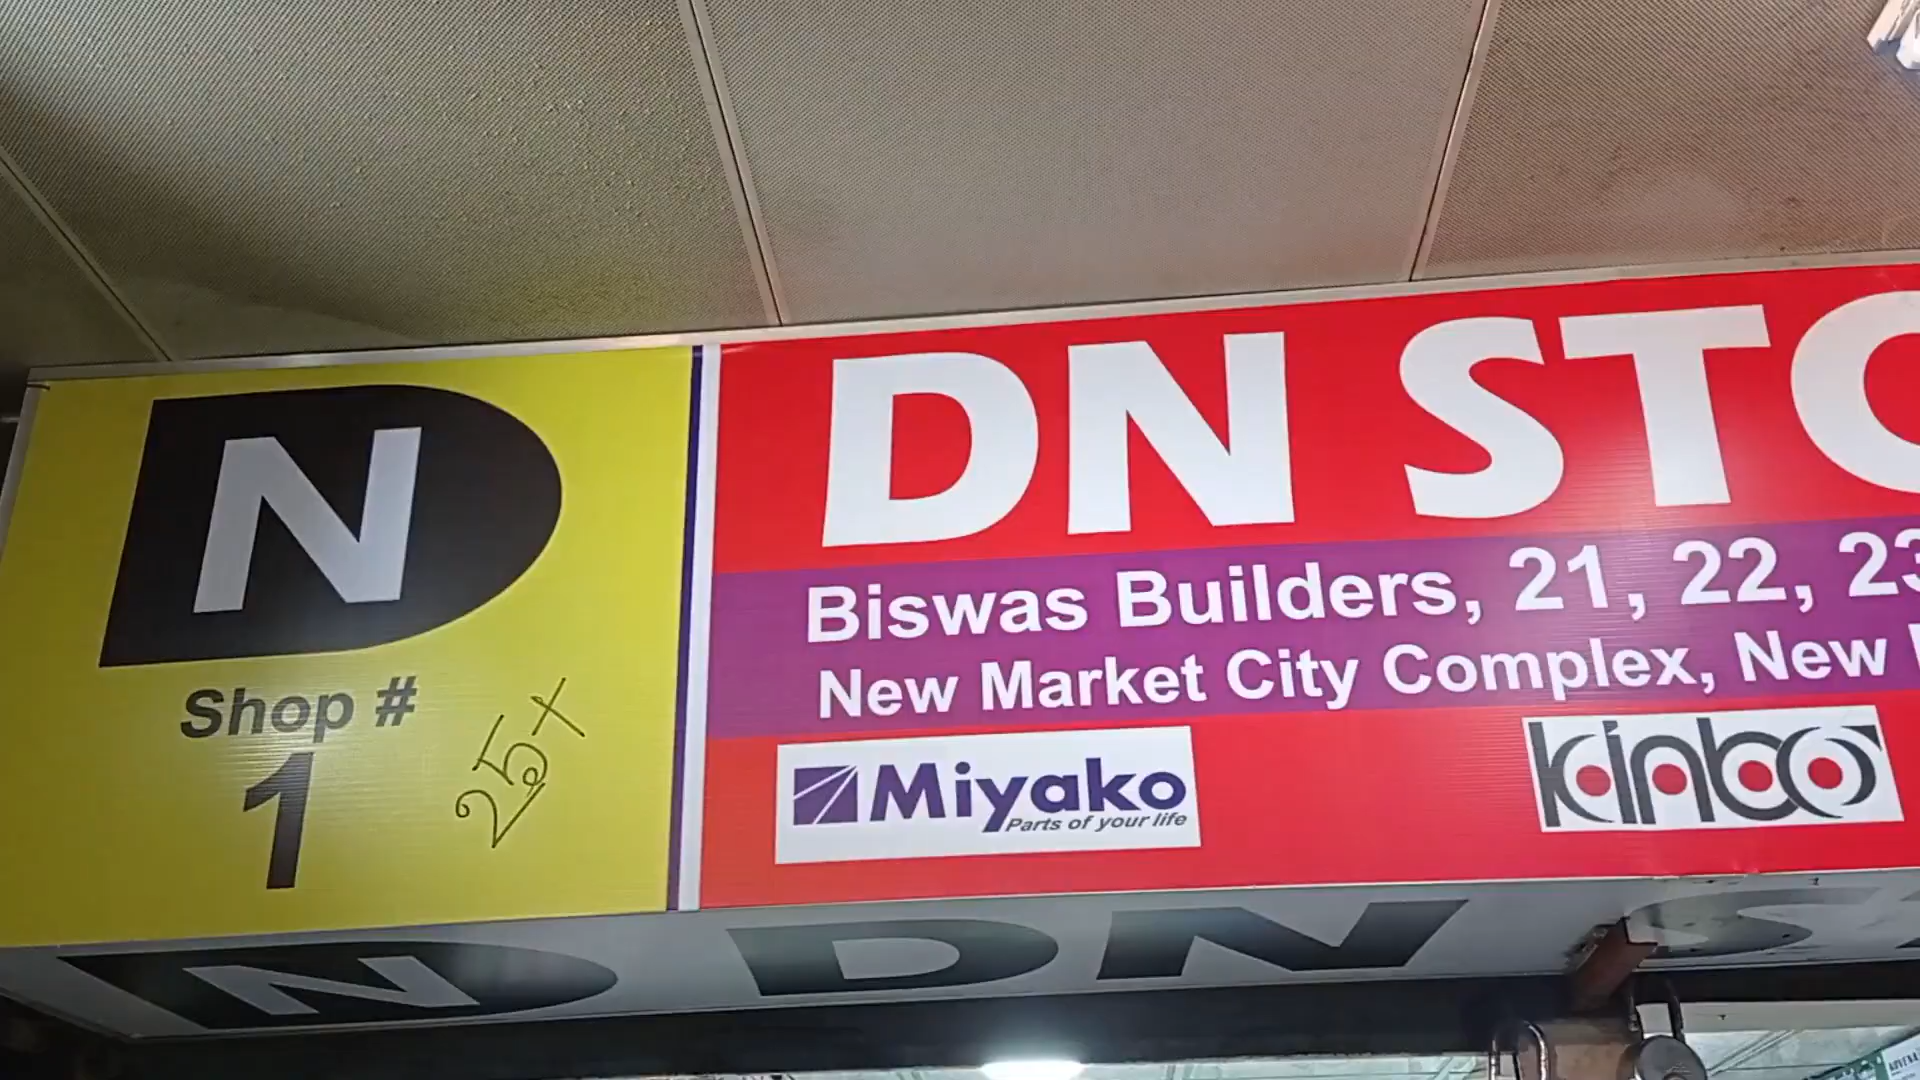 N
Shop #
1
25+
DN STO
Biswas Builders, 21, 22, 23
New Market City Complex, New
Miyako
Parts of your life
kinbo
N DN S